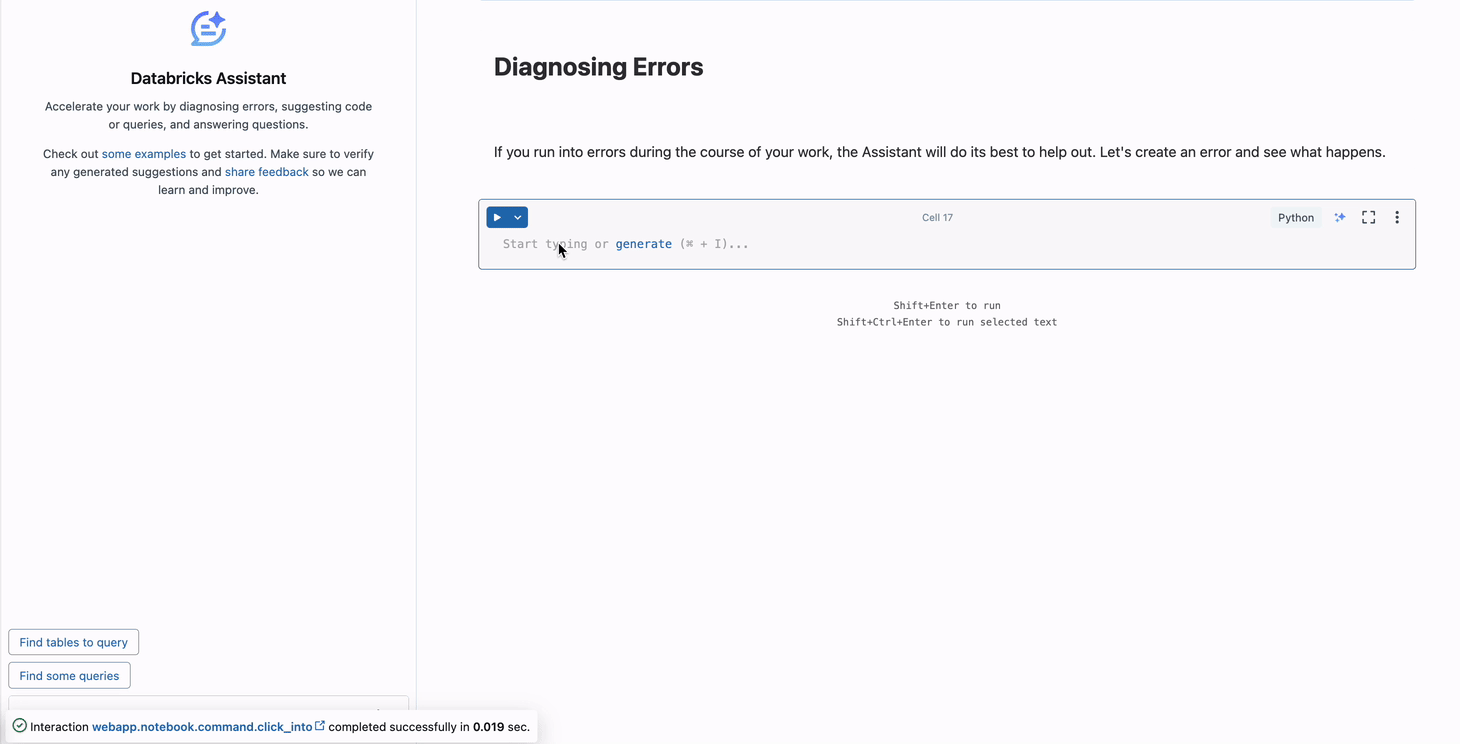 Databricks Assistant
Accelerate your work by diagnosing errors, suggesting code
or queries, and answering questions.
Check out some examples to get started. Make sure to verify
any generated suggestions and share feedback so we can
learn and improve.
Find tables to query
Find some queries
Interaction webapp.notebook.command.click_into completed successfully in 0.019 sec.
Diagnosing Errors
If you run into errors during the course of your work, the Assistant will do its best to help out. Let's create an error and see what happens.
Cell 17
Python
Start typing or generate (⌘ + I)...
Shift+Enter to run
Shift+Ctrl+Enter to run selected text